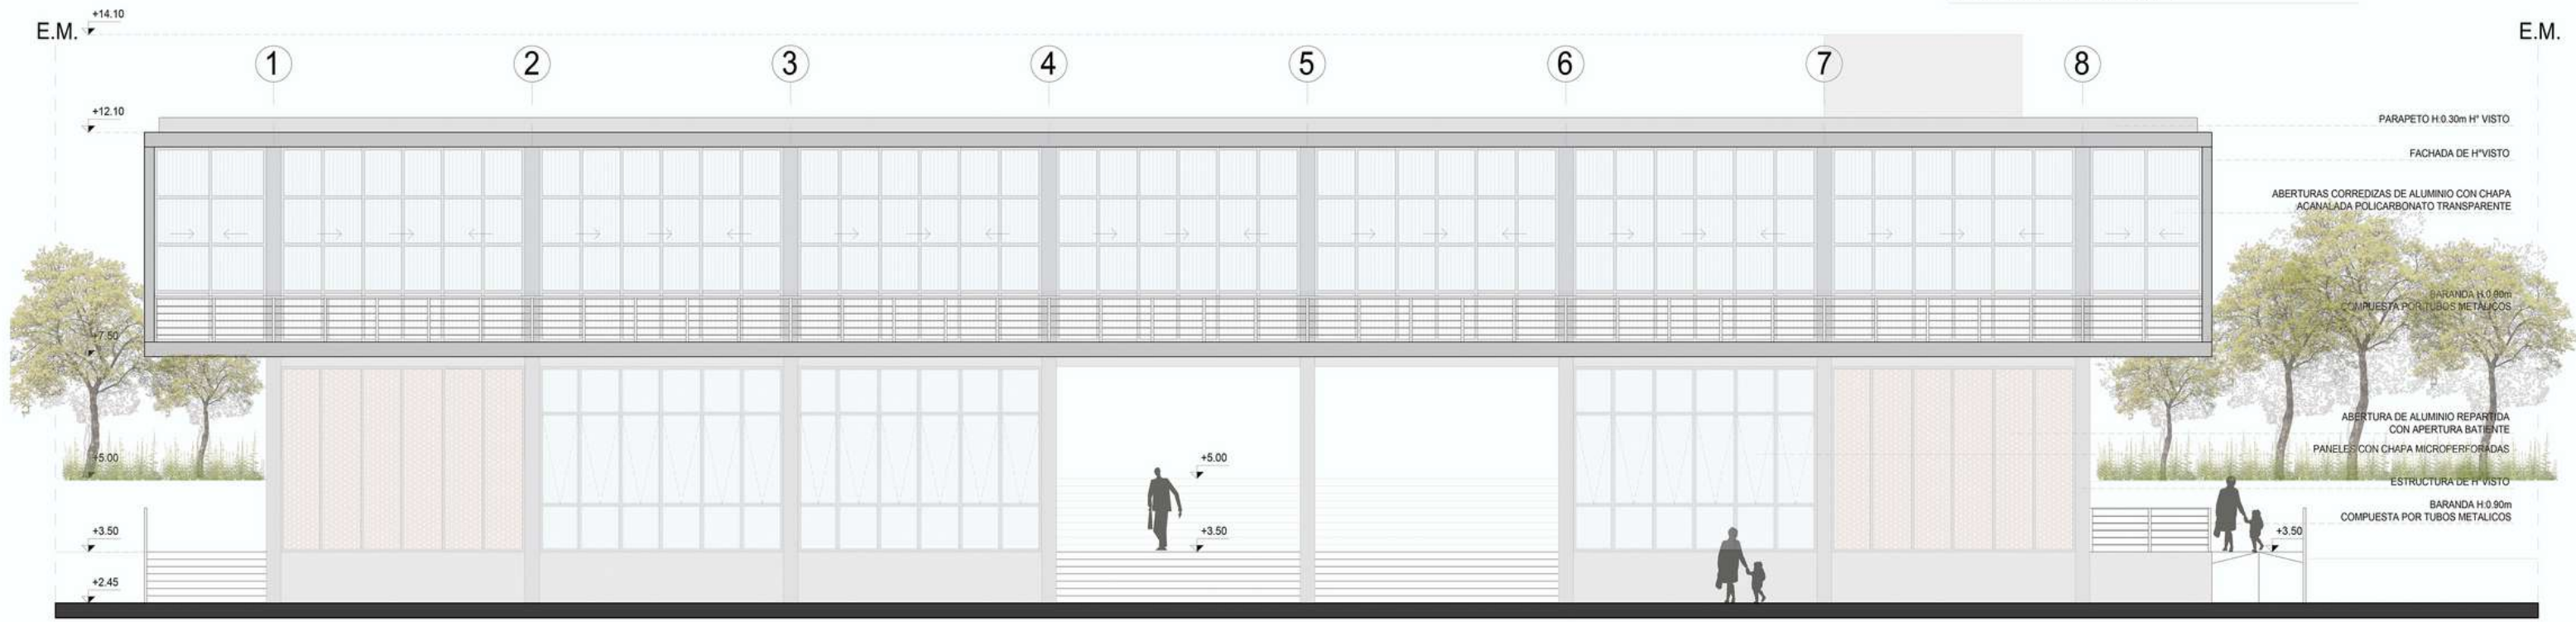 +14.10
E.M.
E.M.
1
2
3
4
5
6
7
8
+12.10
PARAPETO H:0.30m H° VISTO
FACHADA DE H°VISTO
ABERTURAS CORREDIZAS DE ALUMINIO CON CHAPA
ACANALADA POLICARBONATO TRANSPARENTE
BARANDA H:0.90m
COMPUESTA POR TUBOS METALICOS
+7.50
ABERTURA DE ALUMINIO REPARTIDA
CON APERTURA BATIENTE
PANELES CON CHAPA MICROPERFORADAS
+5.00
+5.00
ESTRUCTURA DE H°VISTO
BARANDA H:0.90m
COMPUESTA POR TUBOS METALICOS
+3.50
+3.50
+3.50
+2.45